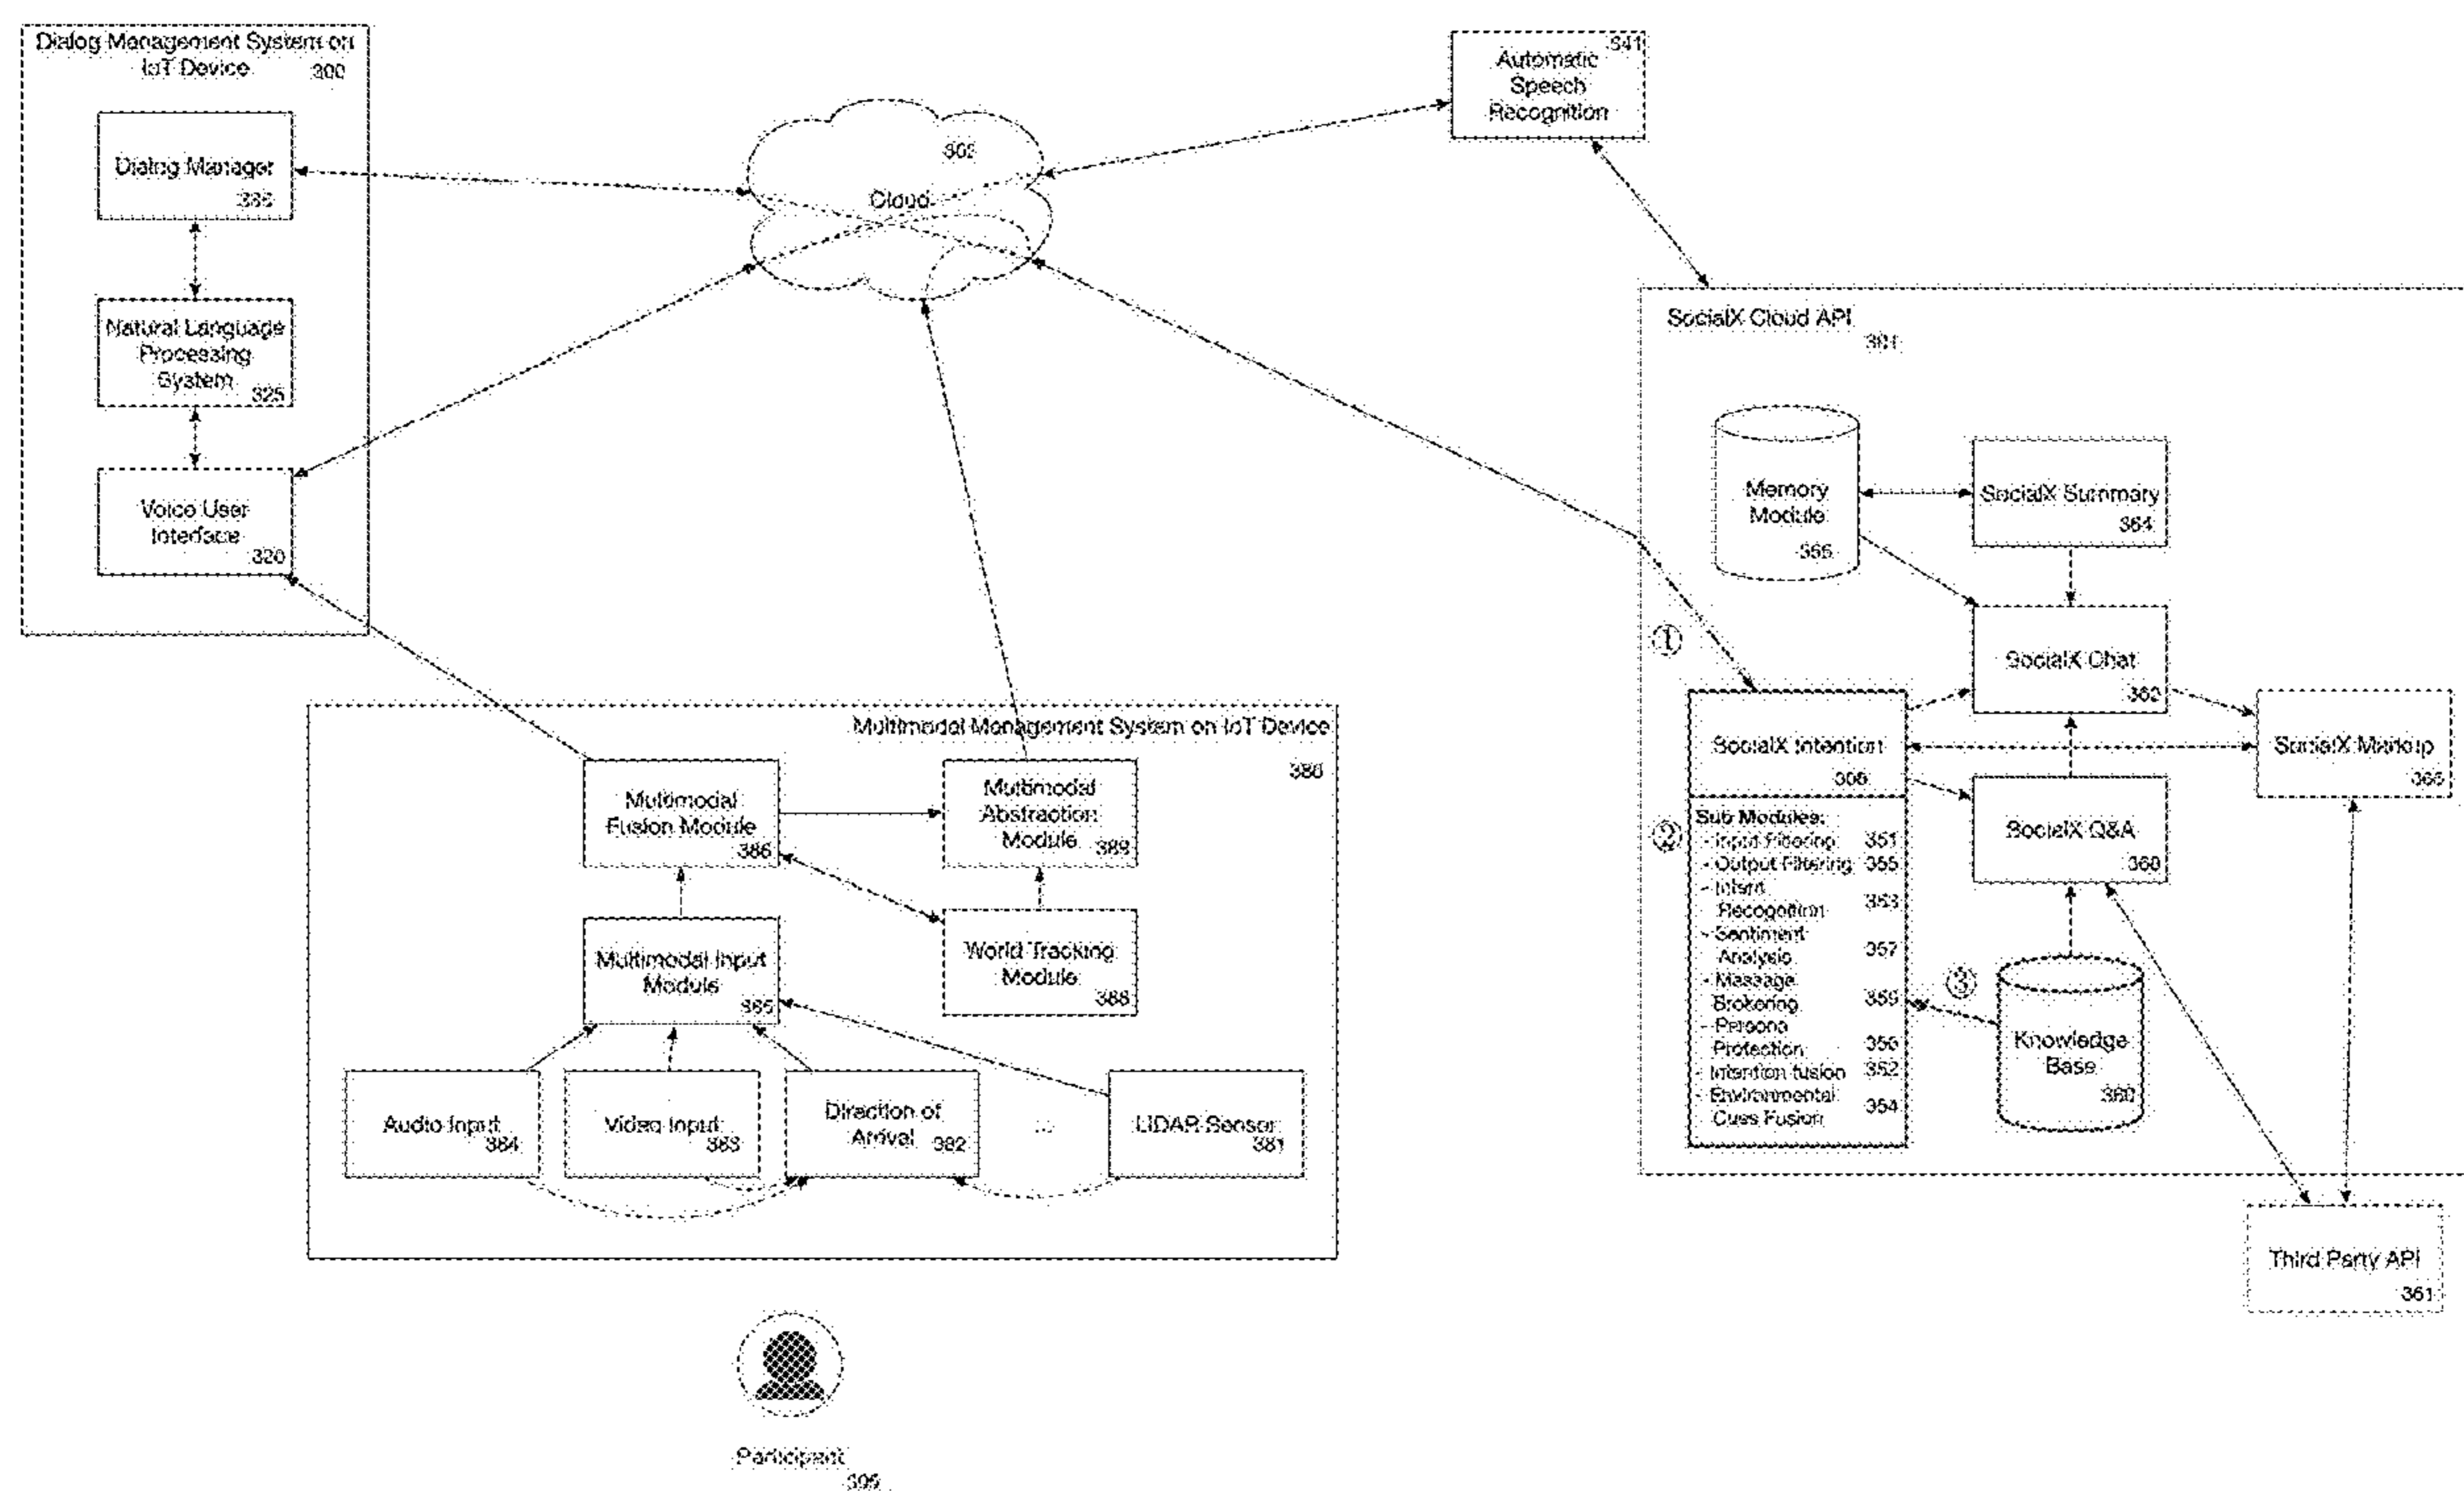 Dialog Management System on
IoT Device
300
Dialog Manager
335
Natural Language
Processing
System
325
Voice User
Interface
320
Cloud
302
Automatic
Speech
Recognition
341
SocialX Cloud API
301
Memory
Module
366
SocialX Summary
364
SocialX Chat
362
SocialX Intention
SocialX Markup
365
SocialX Q&A
368
Sub Modules:
- Input Filtering 351
- Output Filtering 355
- Intent
Recognition 353
- Sentiment
Analysis 357
- Message
Brokering 359
- Persona
Protection 350
- Intention fusion 352
- Environmental
Cues Fusion 354
①
②
③
Knowledge
Base
360
Third Party API
361
Multimodal Management System on IoT Device
380
Multimodal
Fusion Module
386
Multimodal
Abstraction
Module
389
Multimodal Input
Module
385
World Tracking
Module
388
Audio Input
384
Video Input
383
Direction of
Arrival
382
...
LIDAR Sensor
381
Participant